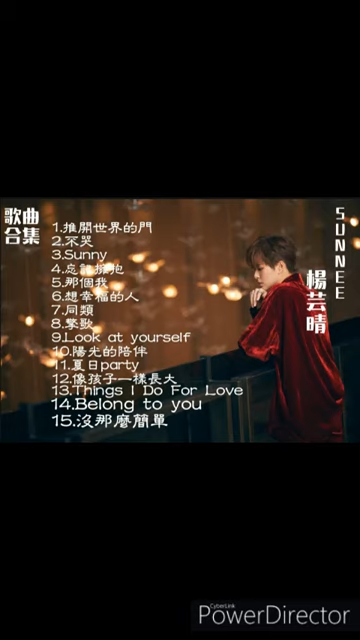 歌曲
合集
1.推開世界的門
2.不哭
3.Sunny
4.忘記擁抱
5.那個我
6.想幸福的人
7.同類
8.擎歌
9.Look at yourself
10.陽光的陪伴
11.夏日party
12.像孩子一樣長大
13.Things I Do For Love
14.Belong to you
15.沒那麼簡單
SUNNEE
楊芸晴
CyberLink
PowerDirector